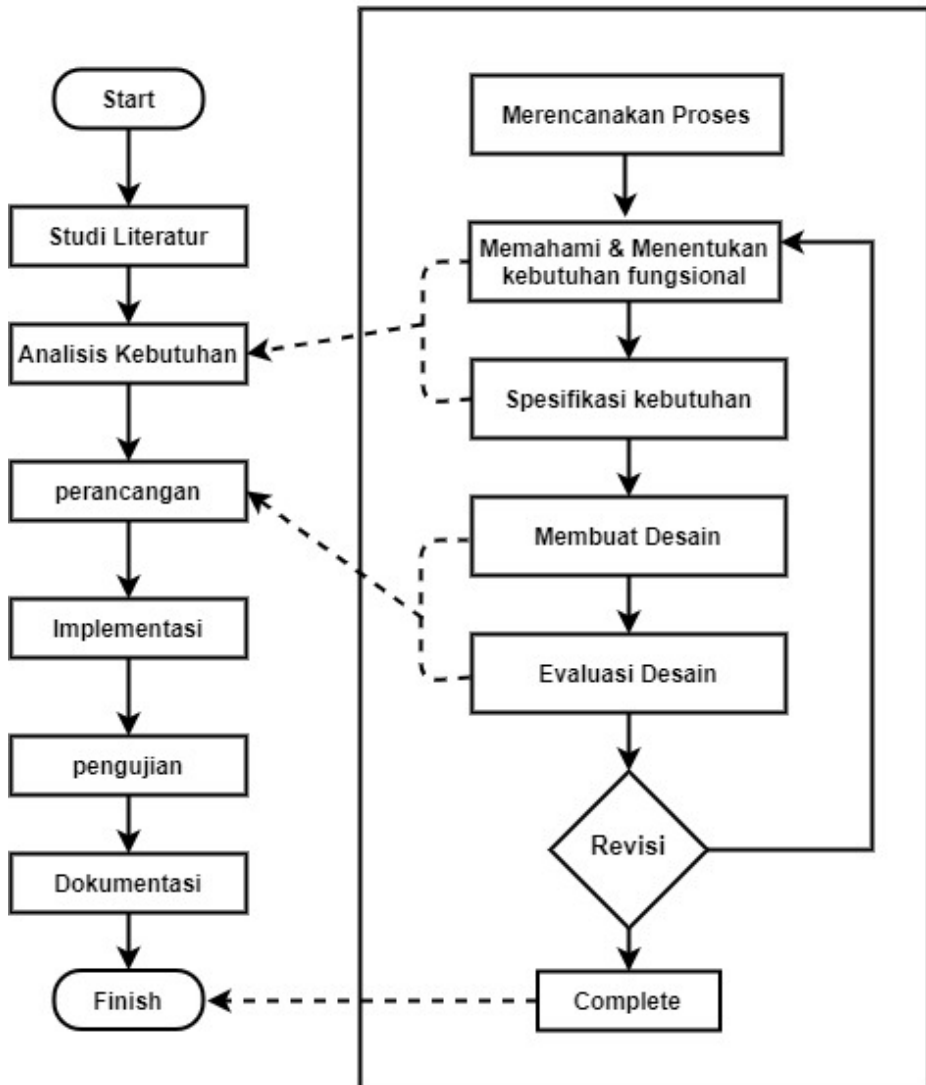 Start
Studi Literatur
Analisis Kebutuhan
perancangan
Implementasi
pengujian
Dokumentasi
Finish
Merencanakan Proses
Memahami & Menentukan
kebutuhan fungsional
Spesifikasi kebutuhan
Membuat Desain
Evaluasi Desain
Revisi
Complete